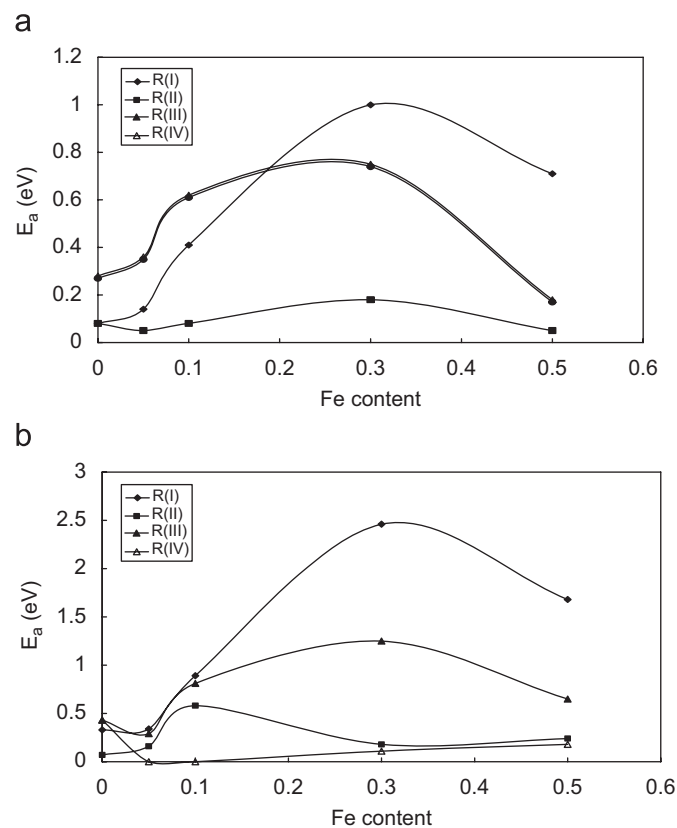 a
1.2
1
0.8
0.6
0.4
0.2
0
Ea (eV)
R(I)
R(II)
R(III)
R(IV)
0 0.1 0.2 0.3 0.4 0.5 0.6
Fe content
b
3
2.5
2
1.5
1
0.5
0
Ea (eV)
R(I)
R(II)
R(III)
R(IV)
0 0.1 0.2 0.3 0.4 0.5 0.6
Fe content